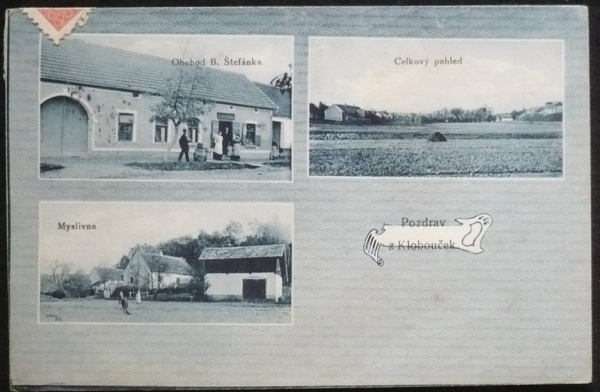 Obchod B. Štefánka
Celkový pohled
Myslivna
Pozdrav
z Klobouček.